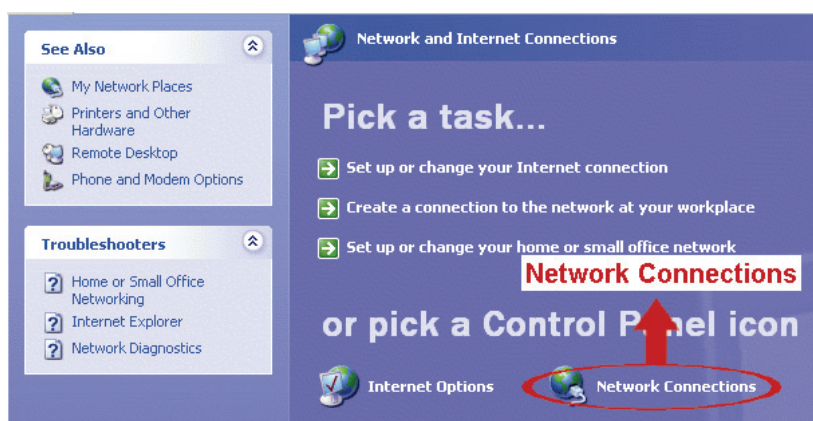 See Also
My Network Places
Printers and Other
Hardware
Remote Desktop
Phone and Modem Options
Troubleshooters
Home or Small Office
Networking
Internet Explorer
Network Diagnostics
Network and Internet Connections
Pick a task...
Set up or change your Internet connection
Create a connection to the network at your workplace
Set up or change your home or small office network
Network Connections
or pick a Control Panel icon
Internet Options
Network Connections